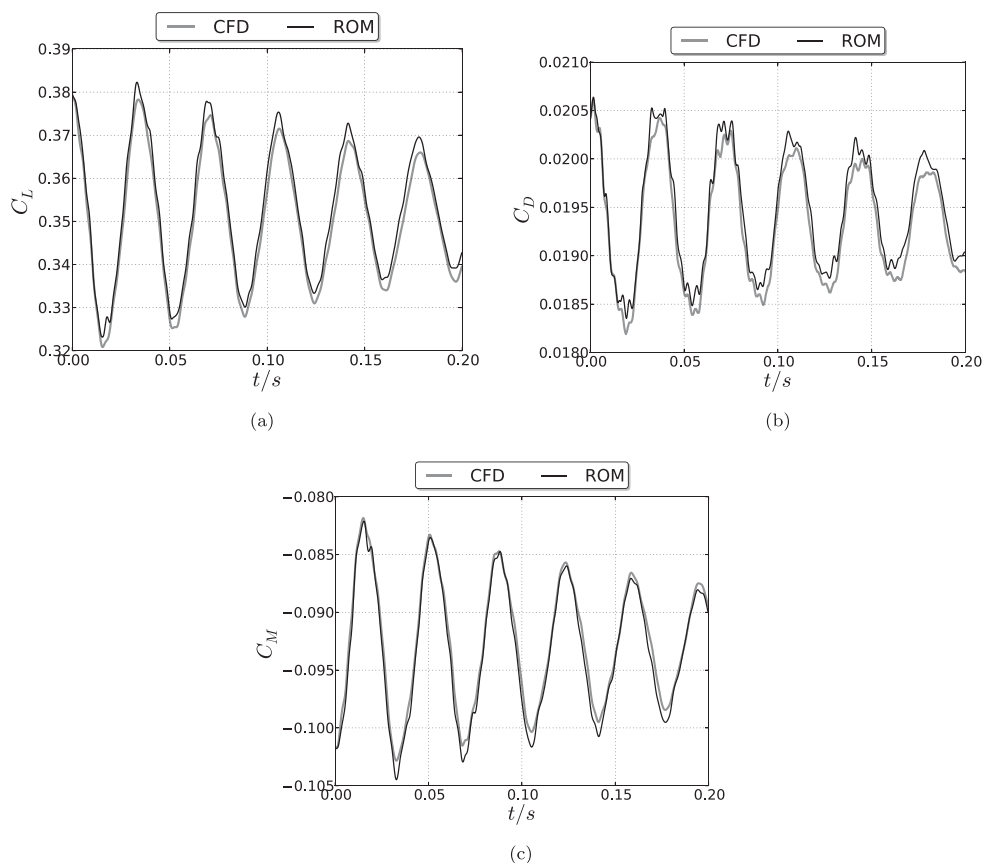 CFD ROM
0.39
0.38
0.37
0.36
0.35
0.34
0.33
0.32
C_L
0.00 0.05 0.10 0.15 0.20
t/s
(a)
CFD ROM
0.0210
0.0205
0.0200
0.0195
0.0190
0.0185
0.0180
C_D
0.00 0.05 0.10 0.15 0.20
t/s
(b)
CFD ROM
−0.080
−0.085
−0.090
−0.095
−0.100
−0.105
C_M
0.00 0.05 0.10 0.15 0.20
t/s
(c)